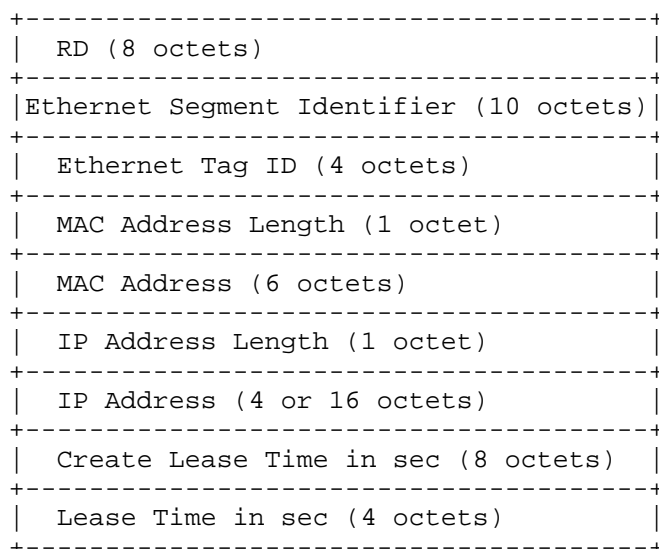 RD (8 octets)
Ethernet Segment Identifier (10 octets)
Ethernet Tag ID (4 octets)
MAC Address Length (1 octet)
MAC Address (6 octets)
IP Address Length (1 octet)
IP Address (4 or 16 octets)
Create Lease Time in sec (8 octets)
Lease Time in sec (4 octets)